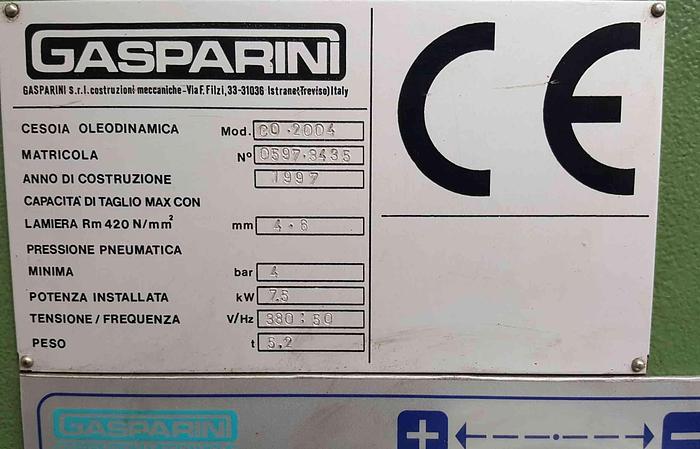 GASPARINI
GASPARINI S.r.l. costruzioni meccaniche-Via F. Filzi, 33-31036 Istrana(Treviso)Italy
CE
CESOIA OLEODINAMICA Mod. CO.2004
MATRICOLA N° 0597.3435
ANNO DI COSTRUZIONE 1997
CAPACITÀ DI TAGLIO MAX CON
LAMIERA Rm 420 N/mm² mm 4.6
PRESSIONE PNEUMATICA
MINIMA bar 4
POTENZA INSTALLATA kW 7.5
TENSIONE / FREQUENZA V/Hz 380:50
PESO t 5.2
GASPARINI
+ -